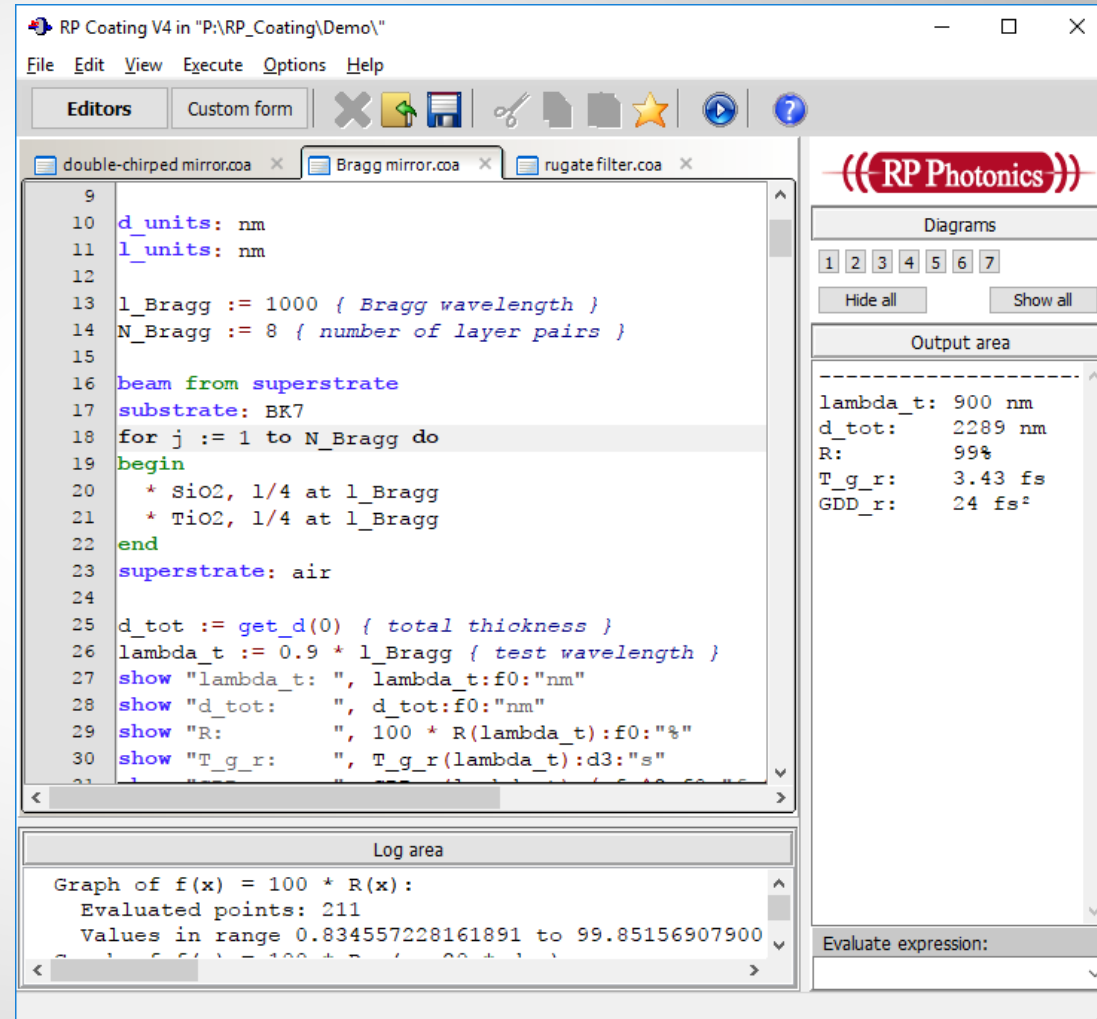 RP Coating V4 in "P:\RP_Coating\Demo\"
File Edit View Execute Options Help
Editors Custom form
double-chirped mirror.coa Bragg mirror.coa rugate filter.coa
9
10 d_units: nm
11 l_units: nm
12
13 l_Bragg := 1000 { Bragg wavelength }
14 N_Bragg := 8 { number of layer pairs }
15
16 beam from superstrate
17 substrate: BK7
18 for j := 1 to N_Bragg do
19 begin
20 * SiO2, l/4 at l_Bragg
21 * TiO2, l/4 at l_Bragg
22 end
23 superstrate: air
24
25 d_tot := get_d(0) { total thickness }
26 lambda_t := 0.9 * l_Bragg { test wavelength }
27 show "lambda_t: ", lambda_t:f0:"nm"
28 show "d_tot:    ", d_tot:f0:"nm"
29 show "R:        ", 100 * R(lambda_t):f0:"%"
30 show "T_g_r:    ", T_g_r(lambda_t):d3:"s"
Log area
Graph of f(x) = 100 * R(x):
Evaluated points: 211
Values in range 0.834557228161891 to 99.85156907900
RP Photonics
Diagrams
1 2 3 4 5 6 7
Hide all Show all
Output area
lambda_t: 900 nm
d_tot: 2289 nm
R: 99%
T_g_r: 3.43 fs
GDD_r: 24 fs²
Evaluate expression: